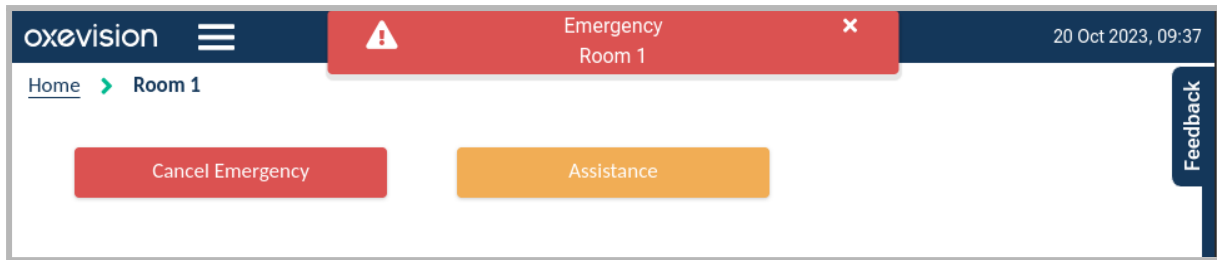 oxevision
Emergency
Room 1
20 Oct 2023, 09:37
Home
Room 1
Feedback
Cancel Emergency
Assistance